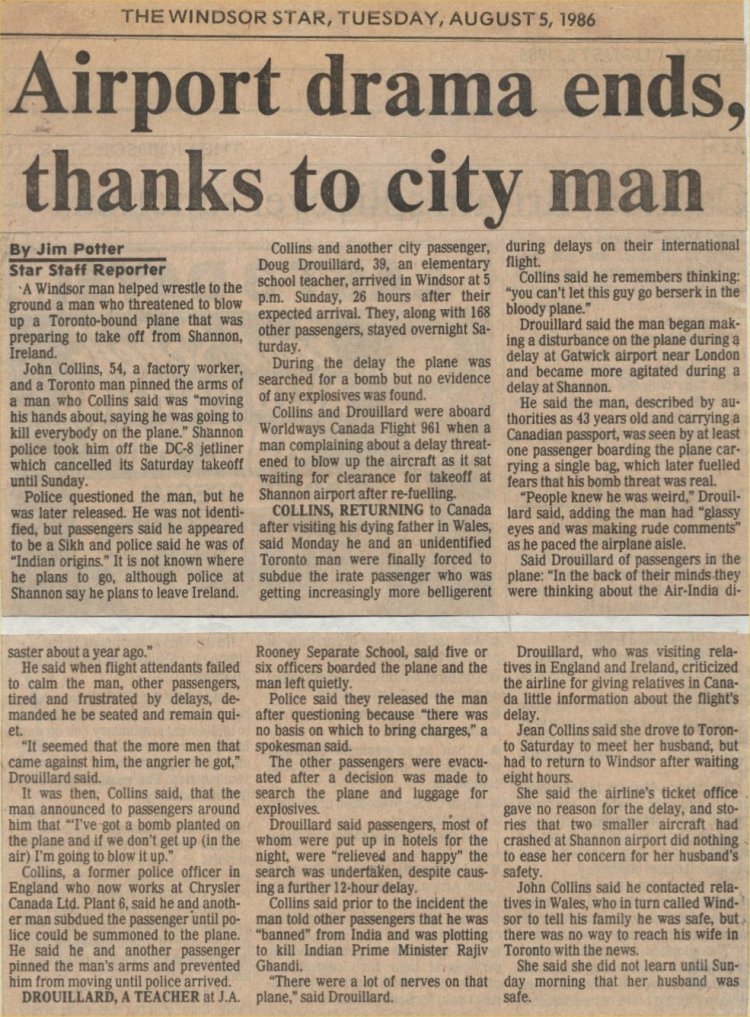 THE WINDSOR STAR, TUESDAY, AUGUST 5, 1986
Airport drama ends,
thanks to city man
By Jim Potter
Star Staff Reporter
A Windsor man helped wrestle to the
ground a man who threatened to blow
up a Toronto-bound plane that was
preparing to take off from Shannon,
Ireland.
John Collins, 54, a factory worker,
and a Toronto man pinned the arms of
a man who Collins said was "moving
his hands about, saying he was going to
kill everybody on the plane." Shannon
police took him off the DC-8 jetliner
which cancelled its Saturday takeoff
until Sunday.
Police questioned the man, but he
was later released. He was not identi-
fied, but passengers said he appeared
to be a Sikh and police said he was of
"Indian origins." It is not known where
he plans to go, although police at
Shannon say he plans to leave Ireland.
Collins and another city passenger,
Doug Drouillard, 39, an elementary
school teacher, arrived in Windsor at 5
p.m. Sunday, 26 hours after their
expected arrival. They, along with 168
other passengers, stayed overnight Sa-
turday.
During the delay the plane was
searched for a bomb but no evidence
of any explosives was found.
Collins and Drouillard were aboard
Worldways Canada Flight 961 when a
man complaining about a delay threat-
ened to blow up the aircraft as it sat
waiting for clearance for takeoff at
Shannon airport after re-fuelling.
COLLINS, RETURNING to Canada
after visiting his dying father in Wales,
said Monday he and an unidentified
Toronto man were finally forced to
subdue the irate passenger who was
getting increasingly more belligerent
during delays on their international
flight.
Collins said he remembers thinking:
"you can't let this guy go berserk in the
bloody plane."
Drouillard said the man began mak-
ing a disturbance on the plane during a
delay at Gatwick airport near London
and became more agitated during a
delay at Shannon.
He said the man, described by au-
thorities as 43 years old and carrying a
Canadian passport, was seen by at least
one passenger boarding the plane car-
rying a single bag, which later fuelled
fears that his bomb threat was real.
"People knew he was weird," Drouil-
lard said, adding the man had "glassy
eyes and was making rude comments"
as he paced the airplane aisle.
Said Drouillard of passengers in the
plane: "In the back of their minds they
were thinking about the Air-India di-
saster about a year ago."
He said when flight attendants failed
to calm the man, other passengers,
tired and frustrated by delays, de-
manded he be seated and remain qui-
et.
"It seemed that the more men that
came against him, the angrier he got,"
Drouillard said.
It was then, Collins said, that the
man announced to passengers around
him that "'I've got a bomb planted on
the plane and if we don't get up (in the
air) I'm going to blow it up."
Collins, a former police officer in
England who now works at Chrysler
Canada Ltd. Plant 6, said he and anoth-
er man subdued the passenger until po-
lice could be summoned to the plane.
He said he and another passenger
pinned the man's arms and prevented
him from moving until police arrived.
DROUILLARD, A TEACHER at J.A.
Rooney Separate School, said five or
six officers boarded the plane and the
man left quietly.
Police said they released the man
after questioning because "there was
no basis on which to bring charges," a
spokesman said.
The other passengers were evacu-
ated after a decision was made to
search the plane and luggage for
explosives.
Drouillard said passengers, most of
whom were put up in hotels for the
night, were "relieved and happy" the
search was undertaken, despite caus-
ing a further 12-hour delay.
Collins said prior to the incident the
man told other passengers that he was
"banned" from India and was plotting
to kill Indian Prime Minister Rajiv
Ghandi.
"There were a lot of nerves on that
plane," said Drouillard.
Drouillard, who was visiting rela-
tives in England and Ireland, criticized
the airline for giving relatives in Cana-
da little information about the flight's
delay.
Jean Collins said she drove to Toron-
to Saturday to meet her husband, but
had to return to Windsor after waiting
eight hours.
She said the airline's ticket office
gave no reason for the delay, and sto-
ries that two smaller aircraft had
crashed at Shannon airport did nothing
to ease her concern for her husband's
safety.
John Collins said he contacted rela-
tives in Wales, who in turn called Wind-
sor to tell his family he was safe, but
there was no way to reach his wife in
Toronto with the news.
She said she did not learn until Sun-
day morning that her husband was
safe.